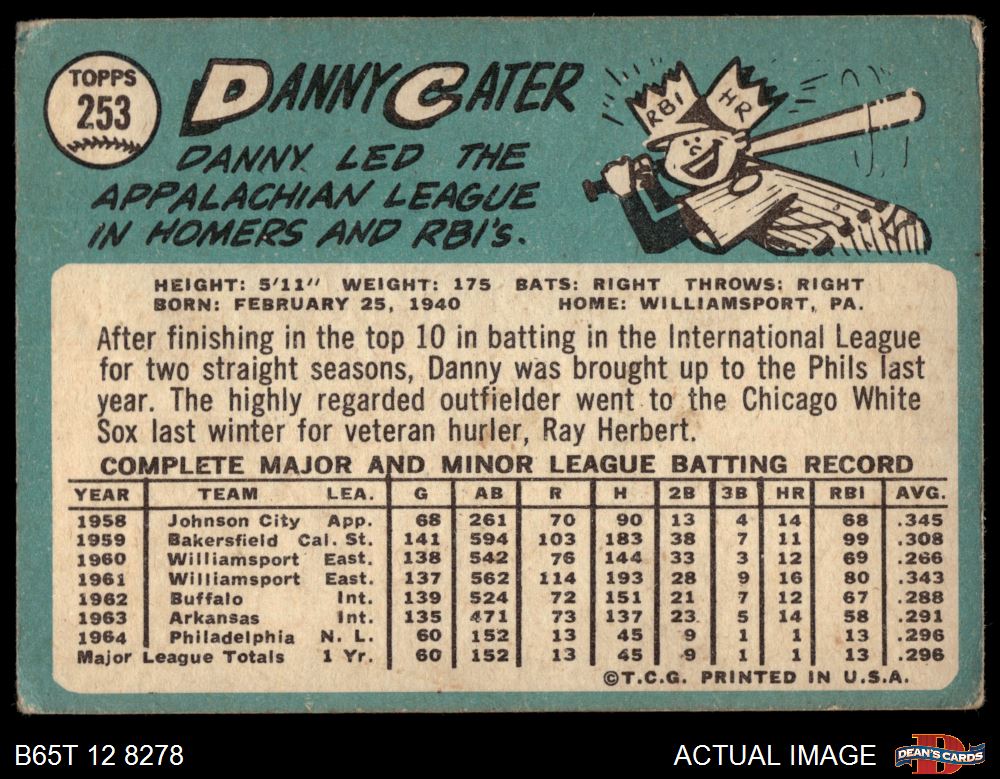 TOPPS
253
DANNY CATER
DANNY LED THE
APPALACHIAN LEAGUE
IN HOMERS AND RBI'S.
RBI HR
HEIGHT: 5'11" WEIGHT: 175 BATS: RIGHT THROWS: RIGHT
BORN: FEBRUARY 25, 1940 HOME: WILLIAMSPORT, PA.
After finishing in the top 10 in batting in the International League
for two straight seasons, Danny was brought up to the Phils last
year. The highly regarded outfielder went to the Chicago White
Sox last winter for veteran hurler, Ray Herbert.
COMPLETE MAJOR AND MINOR LEAGUE BATTING RECORD
YEAR TEAM LEA. G AB R H 2B 3B HR RBI AVG.
1958 Johnson City App. 68 261 70 90 13 4 14 68 .345
1959 Bakersfield Cal. St. 141 594 103 183 38 7 11 99 .308
1960 Williamsport East. 138 542 76 144 33 3 12 69 .266
1961 Williamsport East. 137 562 114 193 28 9 16 80 .343
1962 Buffalo Int. 139 524 72 151 21 7 12 67 .288
1963 Arkansas Int. 135 471 73 137 23 5 14 58 .291
1964 Philadelphia N. L. 60 152 13 45 9 1 1 13 .296
Major League Totals 1 Yr. 60 152 13 45 9 1 1 13 .296
©T.C.G. PRINTED IN U.S.A.
B65T 12 8278 ACTUAL IMAGE DEAN'S CARDS